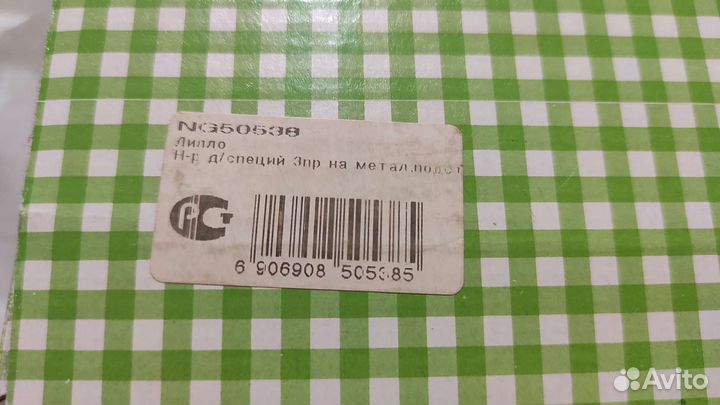 NG50538
Лилло
Н-р д/специй 3пр на метал.подст
РСТ
6 906908 505385
Avito